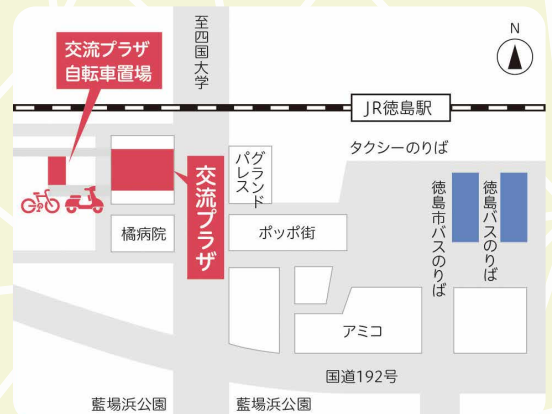 至四国大学
N
交流プラザ
自転車置場
JR徳島駅
タクシーのりば
グランド
パレス
交流プラザ
徳島市バスのりば
徳島バスのりば
橘病院
ポッポ街
アミコ
国道192号
藍場浜公園
藍場浜公園